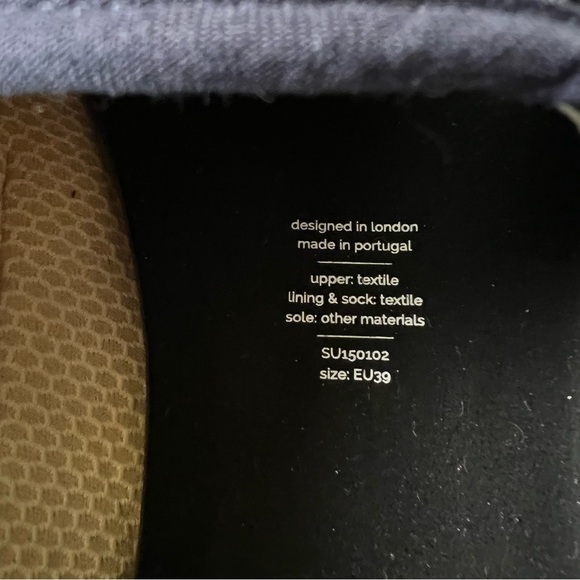 designed in london
made in portugal
upper: textile
lining & sock: textile
sole: other materials
SU150102
size: EU39